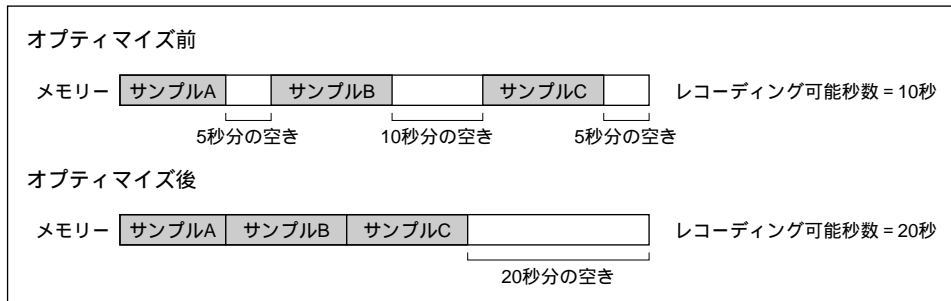 オプティマイズ前
メモリー サンプルA サンプルB サンプルC レコーディング可能秒数 = 10秒
5秒分の空き 10秒分の空き 5秒分の空き
オプティマイズ後
メモリー サンプルA サンプルB サンプルC レコーディング可能秒数 = 20秒
20秒分の空き